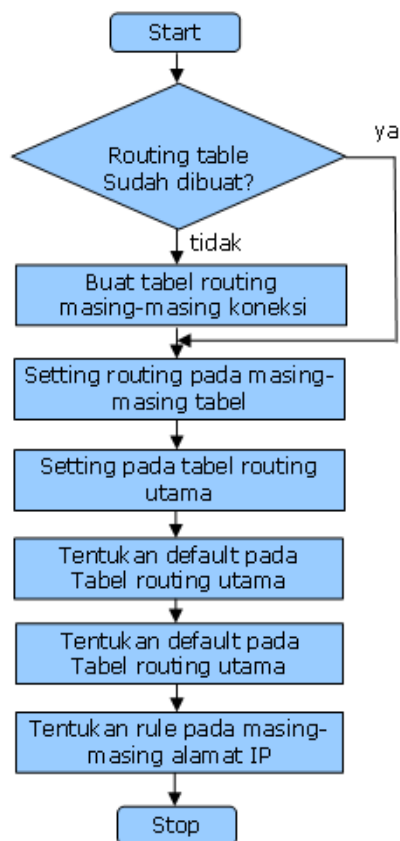 Start
Routing table
Sudah dibuat?
ya
tidak
Buat tabel routing
masing-masing koneksi
Setting routing pada masing-
masing tabel
Setting pada tabel routing
utama
Tentukan default pada
Tabel routing utama
Tentukan default pada
Tabel routing utama
Tentukan rule pada masing-
masing alamat IP
Stop